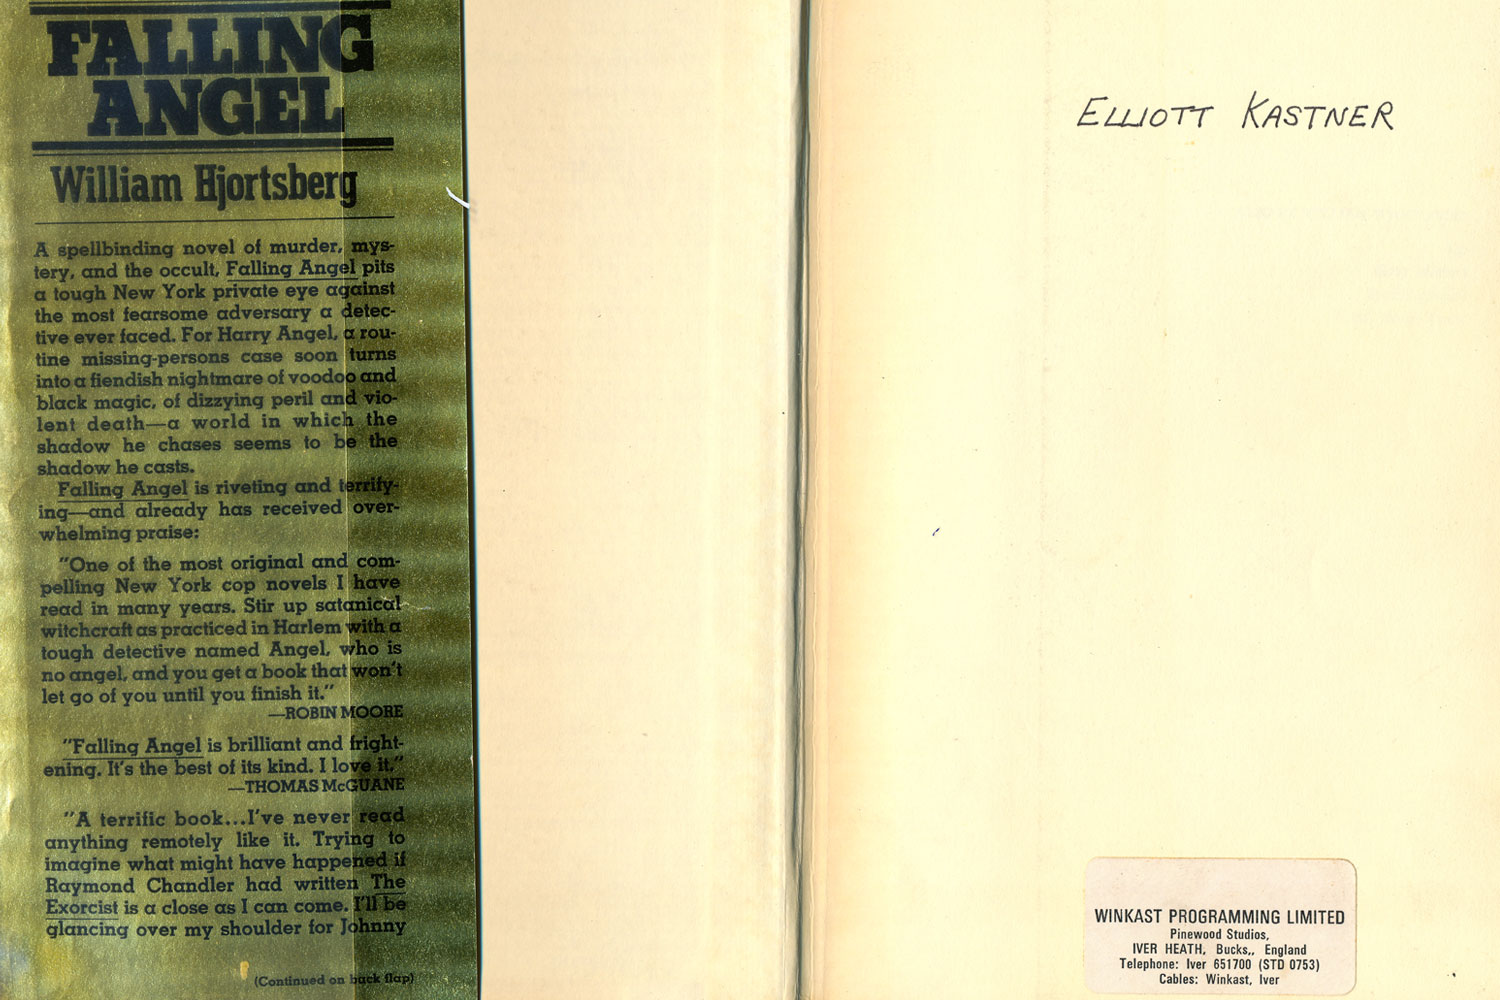 FALLING
ANGEL
William Hjortsberg
A spellbinding novel of murder, mys-
tery, and the occult, Falling Angel pits
a tough New York private eye against
the most fearsome adversary a detec-
tive ever faced. For Harry Angel, a rou-
tine missing-persons case soon turns
into a fiendish nightmare of voodoo and
black magic, of dizzying peril and vio-
lent death—a world in which the
shadow he chases seems to be the
shadow he casts.
Falling Angel is riveting and terrify-
ing—and already has received over-
whelming praise:
"One of the most original and com-
pelling New York cop novels I have
read in many years. Stir up satanical
witchcraft as practiced in Harlem with a
tough detective named Angel, who is
no angel, and you get a book that won't
let go of you until you finish it."
—ROBIN MOORE
"Falling Angel is brilliant and fright-
ening. It's the best of its kind. I love it."
—THOMAS McGUANE
"A terrific book...I've never read
anything remotely like it. Trying to
imagine what might have happened if
Raymond Chandler had written The
Exorcist is a close as I can come. I'll be
glancing over my shoulder for Johnny
(Continued on back flap)
ELLIOTT KASTNER
WINKAST PROGRAMMING LIMITED
Pinewood Studios,
IVER HEATH, Bucks,, England
Telephone: Iver 651700 (STD 0753)
Cables: Winkast, Iver